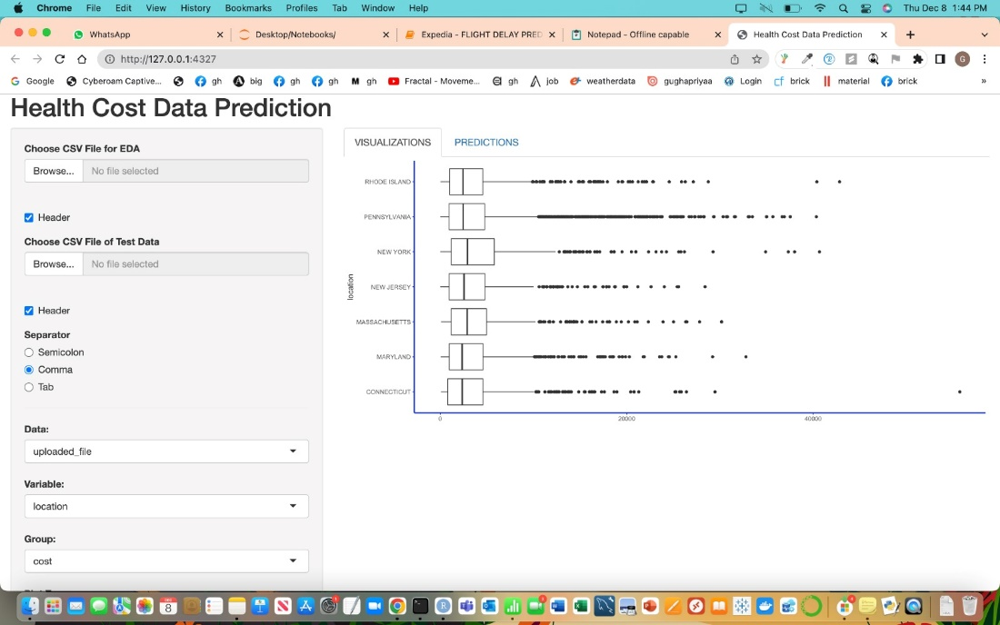 Chrome File Edit View History Bookmarks Profiles Tab Window Help Thu Dec 8 1:44 PM
WhatsApp Desktop/Notebooks/ Expedia - FLIGHT DELAY PRED Notepad - Offline capable Health Cost Data Prediction
http://127.0.0.1:4327 G
Google Cyberoam Captive... gh big gh gh M gh Fractal - Moveme... gh job weatherdata gughapriyaa Login cf brick material brick »
Health Cost Data Prediction
Choose CSV File for EDA
Browse... No file selected
Header
Choose CSV File of Test Data
Browse... No file selected
Header
Separator
Semicolon
Comma
Tab
Data:
uploaded_file
Variable:
location
Group:
cost
VISUALIZATIONS PREDICTIONS
RHODE ISLAND
PENNSYLVANIA
NEW YORK
NEW JERSEY
MASSACHUSETTS
MARYLAND
CONNECTICUT
location
0 20000 40000